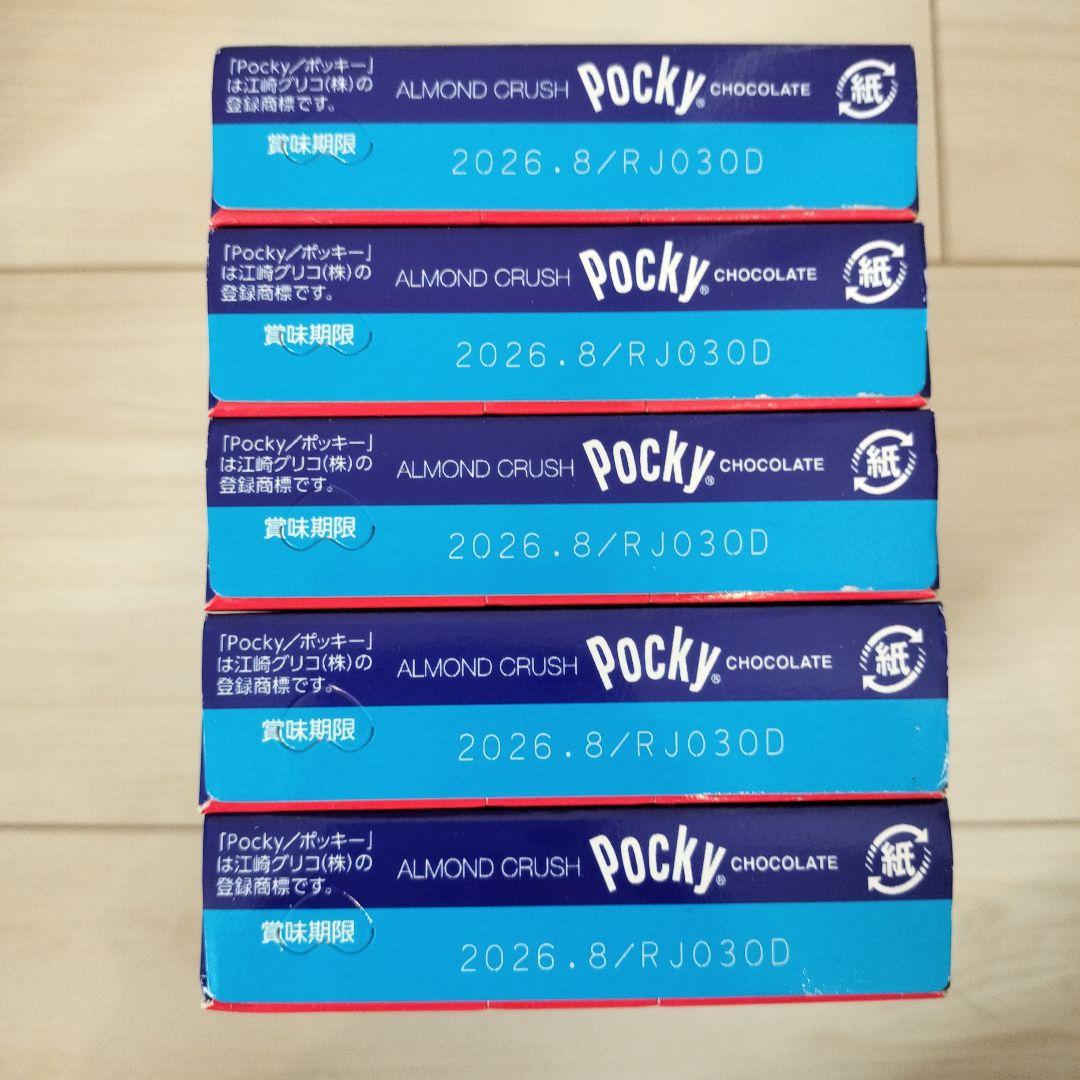 「Pocky／ポッキー」
は江崎グリコ(株)の
登録商標です。
ALMOND CRUSH Pocky® CHOCOLATE
紙
賞味期限
2026.8/RJ030D
「Pocky／ポッキー」
は江崎グリコ(株)の
登録商標です。
ALMOND CRUSH Pocky® CHOCOLATE
紙
賞味期限
2026.8/RJ030D
「Pocky／ポッキー」
は江崎グリコ(株)の
登録商標です。
ALMOND CRUSH Pocky® CHOCOLATE
紙
賞味期限
2026.8/RJ030D
「Pocky／ポッキー」
は江崎グリコ(株)の
登録商標です。
ALMOND CRUSH Pocky® CHOCOLATE
紙
賞味期限
2026.8/RJ030D
「Pocky／ポッキー」
は江崎グリコ(株)の
登録商標です。
ALMOND CRUSH Pocky® CHOCOLATE
紙
賞味期限
2026.8/RJ030D